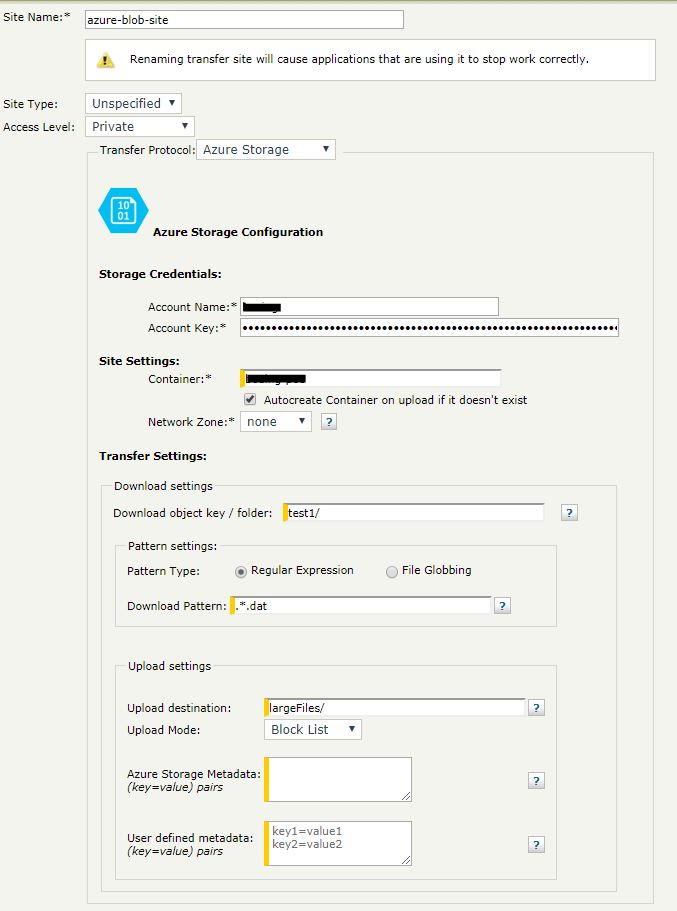 Site Name:* azure-blob-site
Renaming transfer site will cause applications that are using it to stop work correctly.
Site Type: Unspecified
Access Level: Private
Transfer Protocol: Azure Storage
10
01
Azure Storage Configuration
Storage Credentials:
Account Name:*
Account Key:*
Site Settings:
Container:*
Autocreate Container on upload if it doesn't exist
Network Zone:* none ?
Transfer Settings:
Download settings
Download object key / folder: test1/ ?
Pattern settings:
Pattern Type: Regular Expression File Globbing
Download Pattern: .*.dat ?
Upload settings
Upload destination: largeFiles/ ?
Upload Mode: Block List
Azure Storage Metadata: ?
(key=value) pairs
key1=value1
User defined metadata: key2=value2 ?
(key=value) pairs